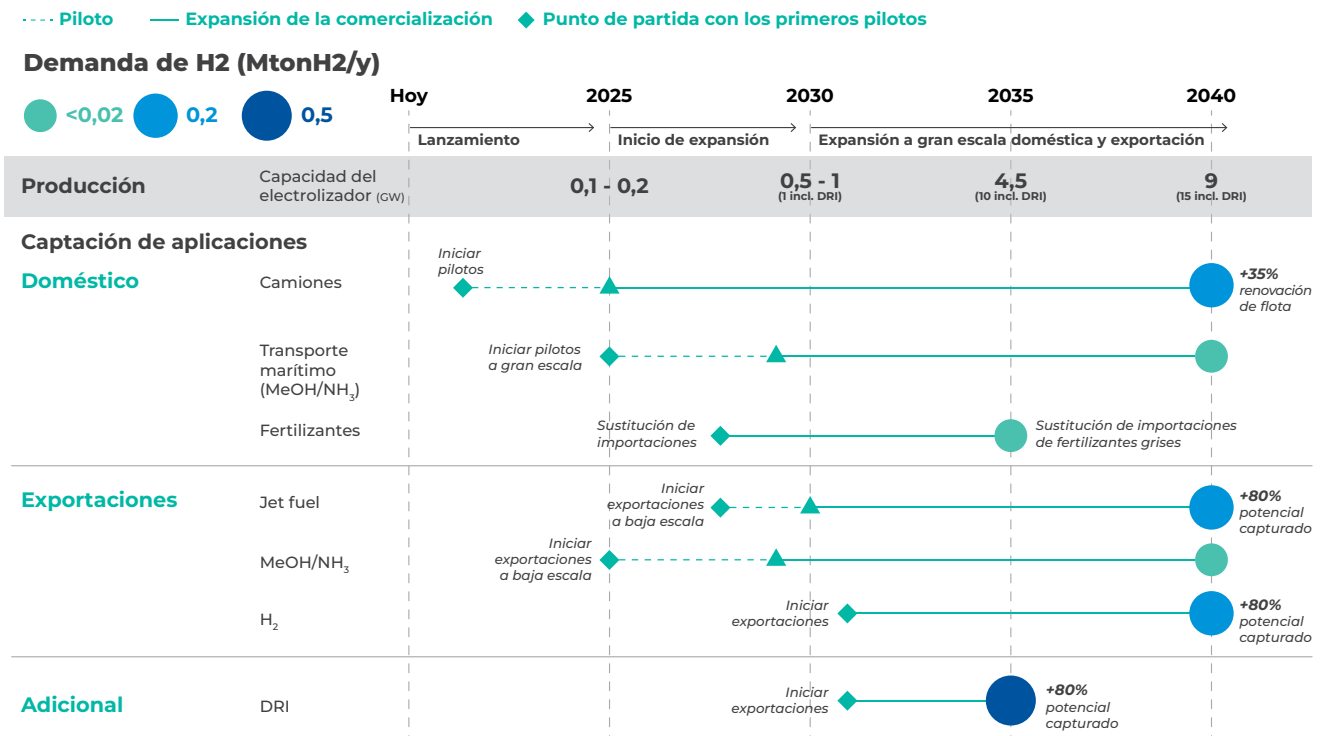 Piloto
Expansión de la comercialización
Punto de partida con los primeros pilotos
Demanda de H2 (MtonH2/y)
<0,02
0,2
0,5
Hoy
2025
2030
2035
2040
Lanzamiento
Inicio de expansión
Expansión a gran escala doméstica y exportación
Producción
Capacidad del
electrolizador (GW)
0,1 - 0,2
0,5 - 1
(1 incl. DRI)
4,5
(10 incl. DRI)
9
(15 incl. DRI)
Captación de aplicaciones
Doméstico
Camiones
Iniciar
pilotos
+35%
renovación
de flota
Transporte
marítimo
(MeOH/NH₃)
Iniciar pilotos
a gran escala
Fertilizantes
Sustitución de
importaciones
Sustitución de importaciones
de fertilizantes grises
Exportaciones
Jet fuel
Iniciar
exportaciones
a baja escala
+80%
potencial
capturado
MeOH/NH₃
Iniciar
exportaciones
a baja escala
H₂
Iniciar
exportaciones
+80%
potencial
capturado
Adicional
DRI
Iniciar
exportaciones
+80%
potencial
capturado